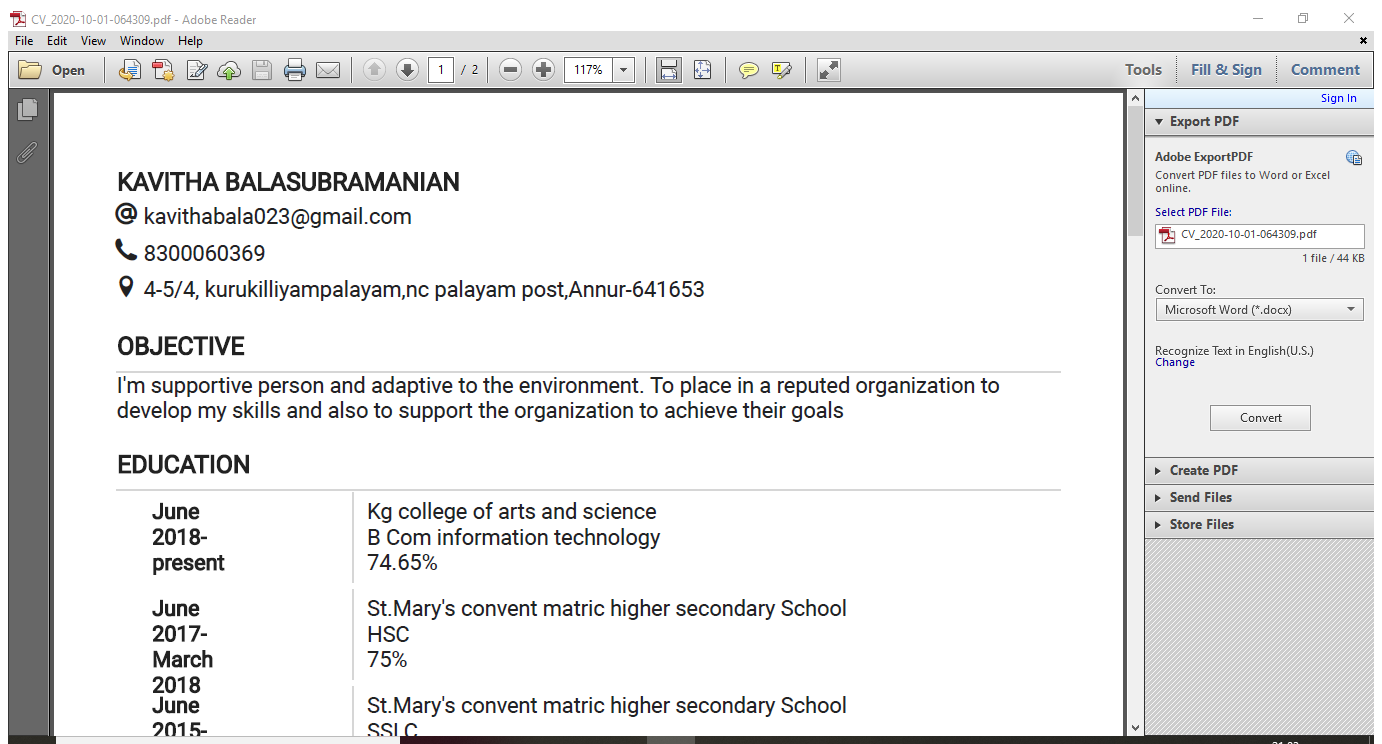 CV_2020-10-01-064309.pdf - Adobe Reader
File Edit View Window Help
Open 1 / 2 117% Tools Fill & Sign Comment
Sign In
Export PDF
Adobe ExportPDF
Convert PDF files to Word or Excel
online.
Select PDF File:
CV_2020-10-01-064309.pdf
1 file / 44 KB
Convert To:
Microsoft Word (*.docx)
Recognize Text in English(U.S.)
Change
Convert
Create PDF
Send Files
Store Files
KAVITHA BALASUBRAMANIAN
@ kavithabala023@gmail.com
8300060369
4-5/4, kurukilliyampalayam,nc palayam post,Annur-641653
OBJECTIVE
I'm supportive person and adaptive to the environment. To place in a reputed organization to
develop my skills and also to support the organization to achieve their goals
EDUCATION
June Kg college of arts and science
2018- B Com information technology
present 74.65%
June St.Mary's convent matric higher secondary School
2017- HSC
March 75%
2018
June St.Mary's convent matric higher secondary School
2015- SSLC